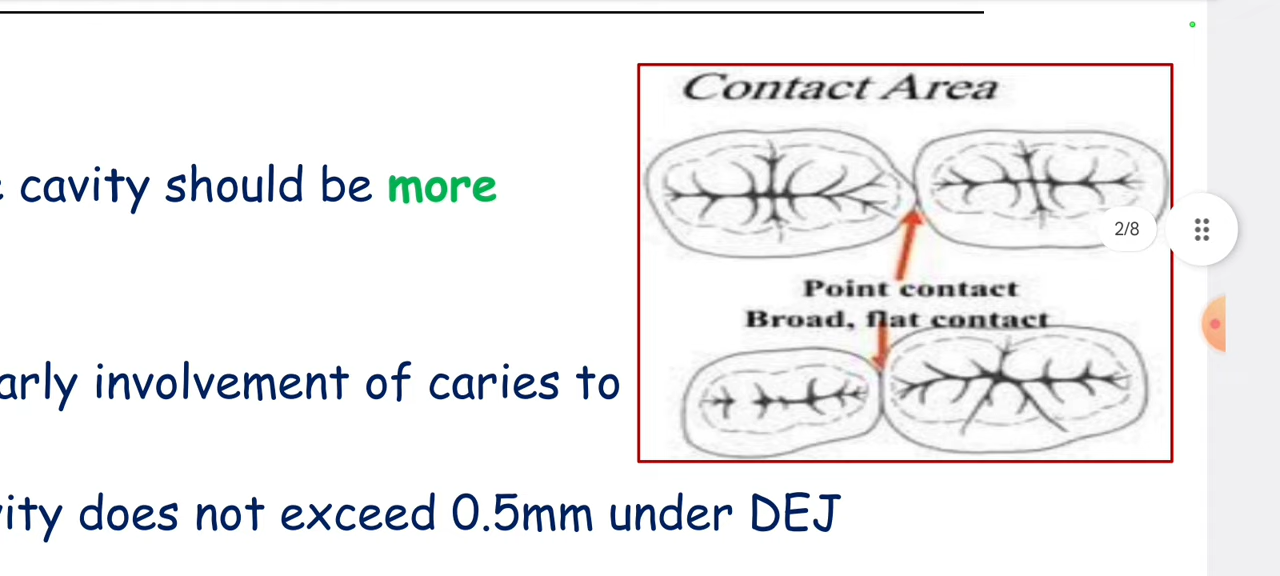 Contact Area
cavity should be more
2/8
Point contact
Broad, flat contact
arly involvement of caries to
ity does not exceed 0.5mm under DEJ